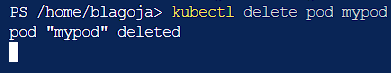 PS /home/blagoja> kubectl delete pod mypod
pod "mypod" deleted